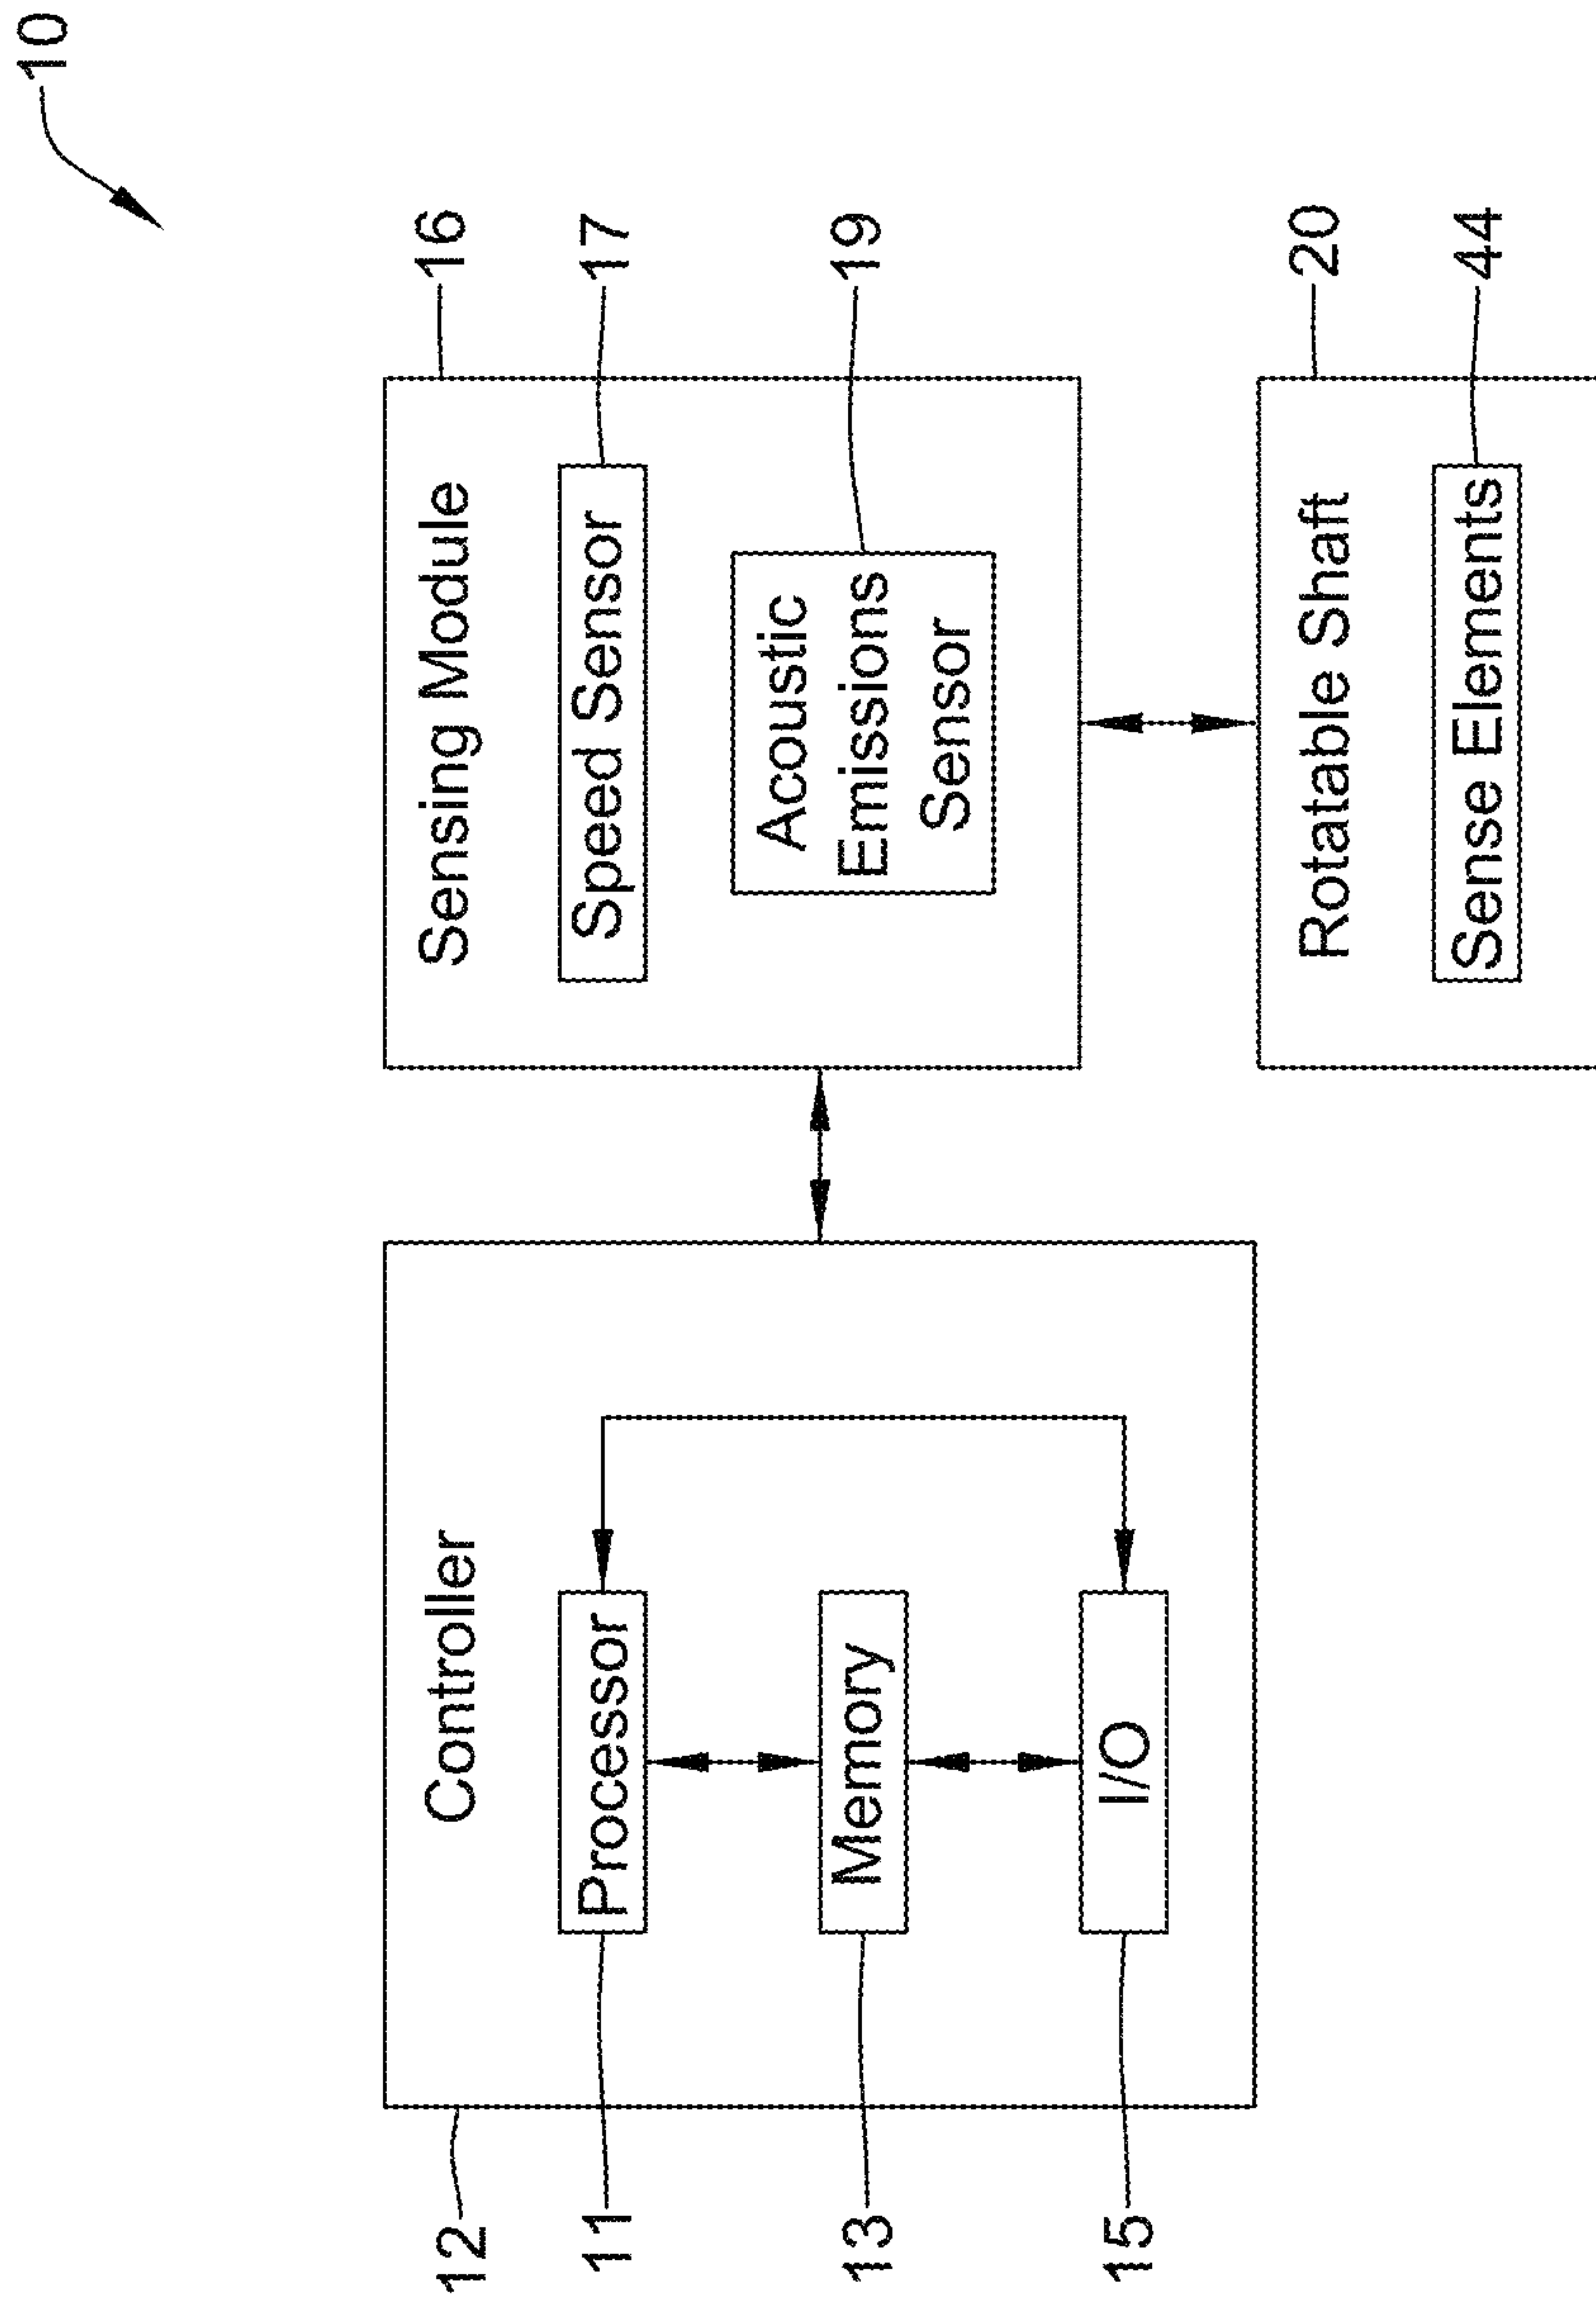 10
Controller
12
Processor
11
Memory
13
I/O
15
Sensing Module
16
Speed Sensor
17
Acoustic
Emissions
Sensor
19
Rotatable Shaft
20
Sense Elements
44